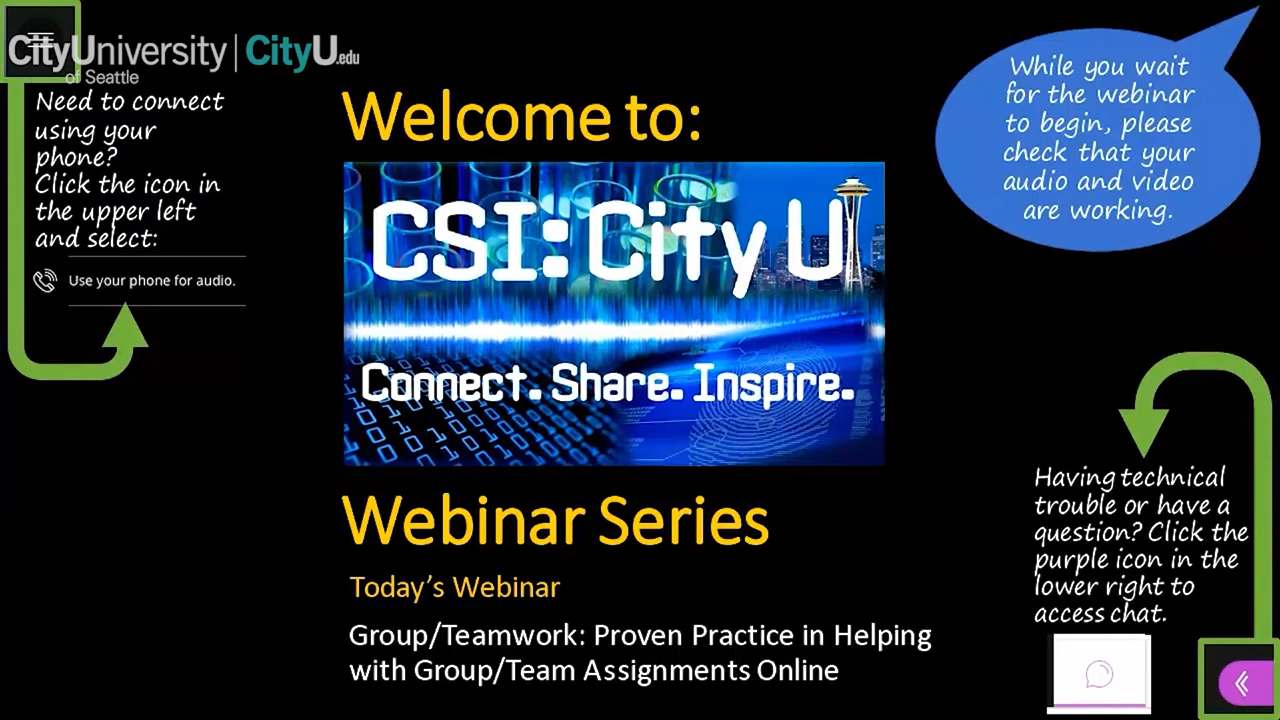 CityUniversity | CityU.edu
of Seattle
Need to connect
using your
phone?
Click the icon in
the upper left
and select:
Use your phone for audio.
Welcome to:
CSI: City U
Connect. Share. Inspire.
Webinar Series
Today's Webinar
Group/Teamwork: Proven Practice in Helping
with Group/Team Assignments Online
While you wait
for the webinar
to begin, please
check that your
audio and video
are working.
Having technical
trouble or have a
question? Click the
purple icon in the
lower right to
access chat.